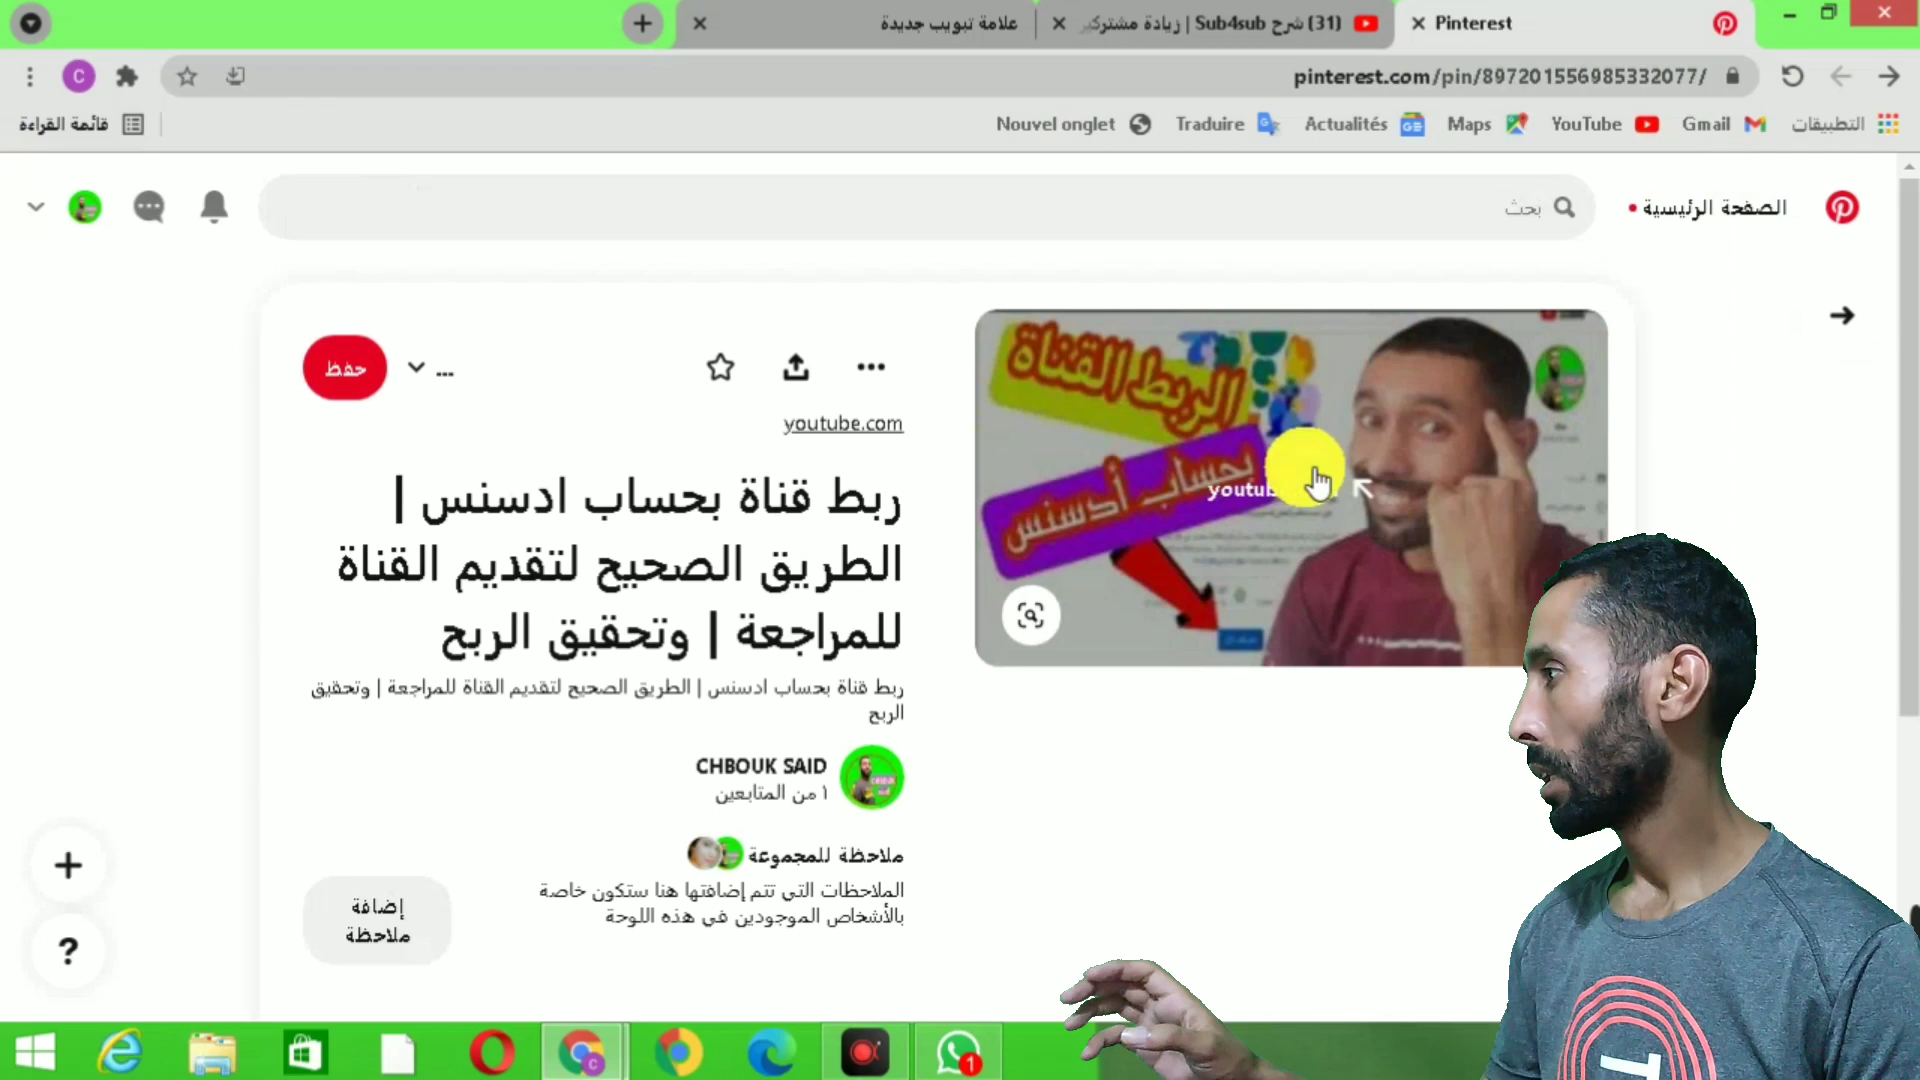 Pinterest
(31) شرح Sub4sub | زيادة مشتركي
علامة تبويب جديدة
pinterest.com/pin/897201556985332077/
C
التطبيقات
Gmail
YouTube
Maps
Actualités
Traduire
Nouvel onglet
قائمة القراءة
الصفحة الرئيسية
بحث
حفظ
...
youtube.com
ربط قناة بحساب ادسنس |
الطريق الصحيح لتقديم القناة
للمراجعة | وتحقيق الربح
ربط قناة بحساب ادسنس | الطريق الصحيح لتقديم القناة للمراجعة | وتحقيق
الربح
CHBOUK SAID
١ من المتابعين
ملاحظة للمجموعة
الملاحظات التي تتم إضافتها هنا ستكون خاصة
بالأشخاص الموجودين في هذه اللوحة
إضافة
ملاحظة
الربط القناة
بحساب أدسنس
youtub
?
1